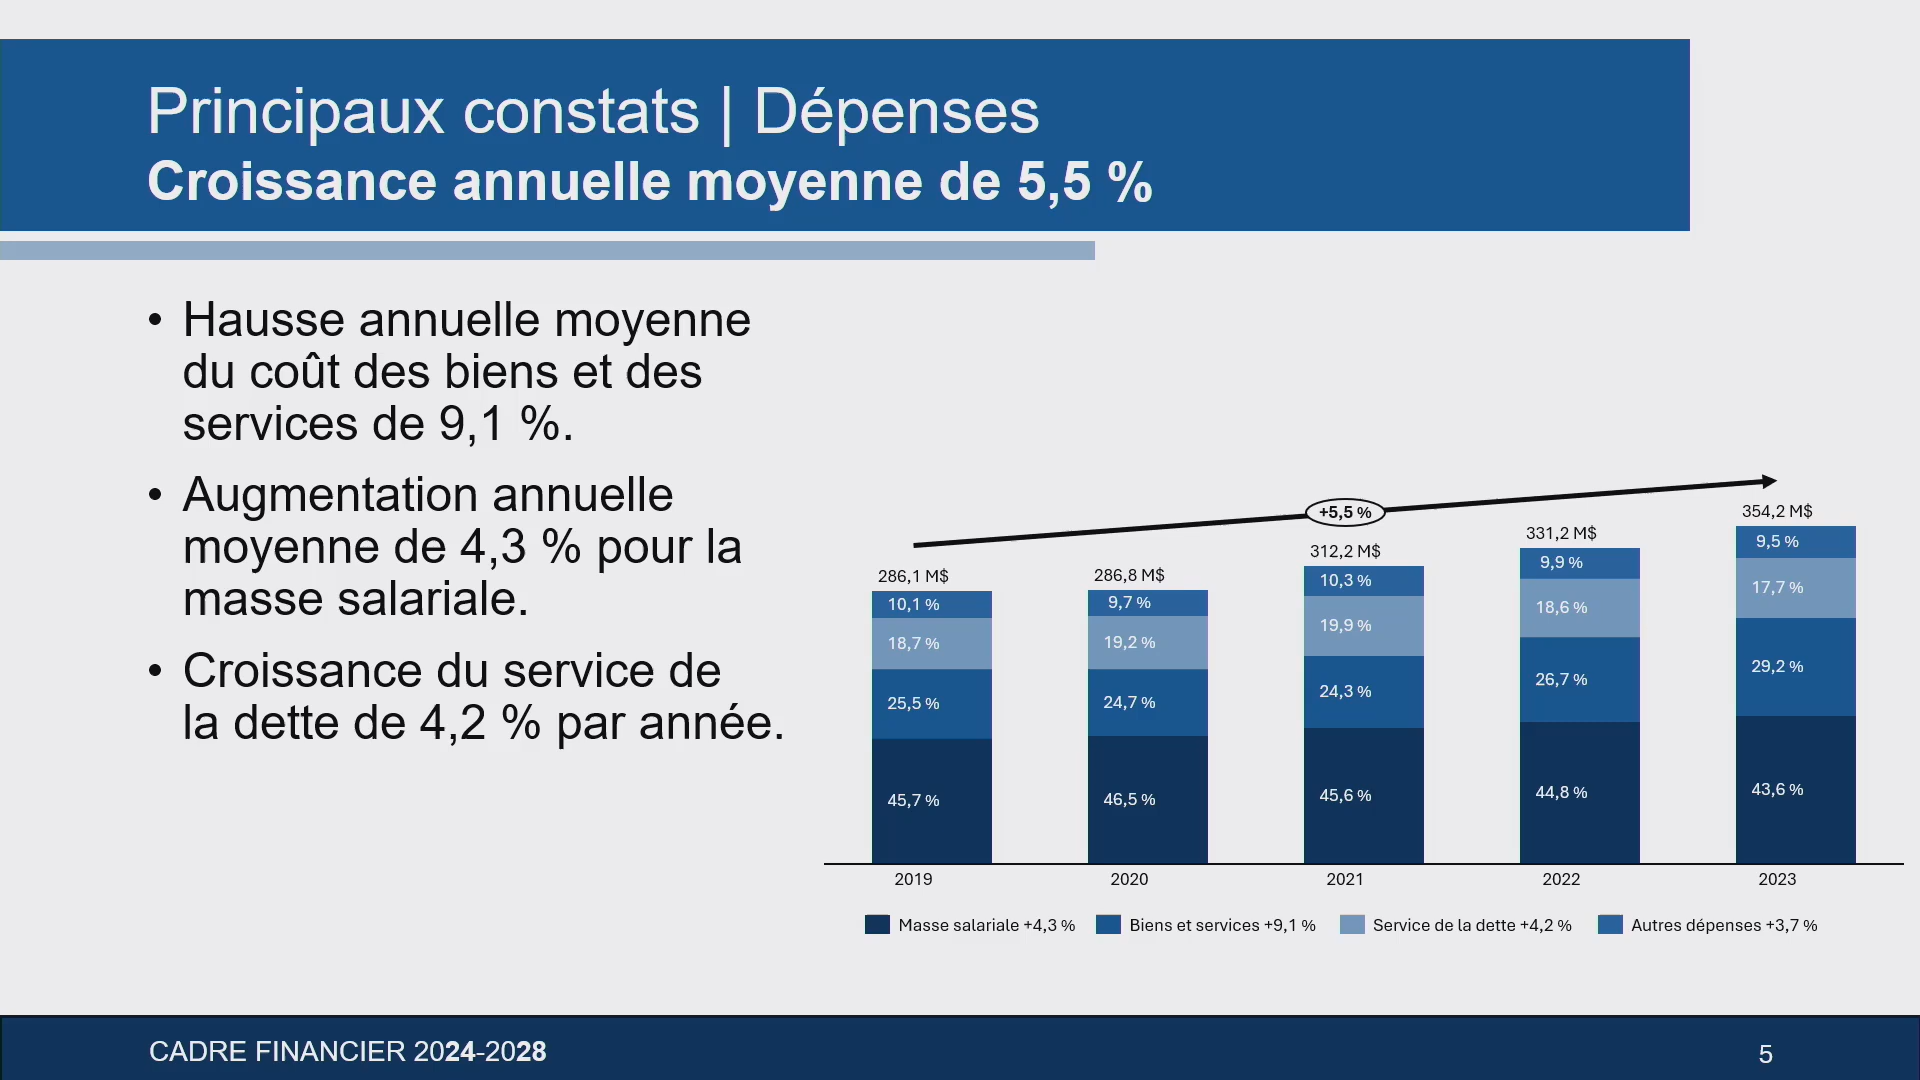 Principaux constats | Dépenses
Croissance annuelle moyenne de 5,5 %
• Hausse annuelle moyenne
du coût des biens et des
services de 9,1 %.
• Augmentation annuelle
moyenne de 4,3 % pour la
masse salariale.
• Croissance du service de
la dette de 4,2 % par année.
+5,5 %
286,1 M$ 286,8 M$ 312,2 M$ 331,2 M$ 354,2 M$
10,1 % 9,7 % 10,3 % 9,9 % 9,5 %
18,7 % 19,2 % 19,9 % 18,6 % 17,7 %
25,5 % 24,7 % 24,3 % 26,7 % 29,2 %
45,7 % 46,5 % 45,6 % 44,8 % 43,6 %
2019 2020 2021 2022 2023
Masse salariale +4,3 % Biens et services +9,1 % Service de la dette +4,2 % Autres dépenses +3,7 %
CADRE FINANCIER 2024-2028
5